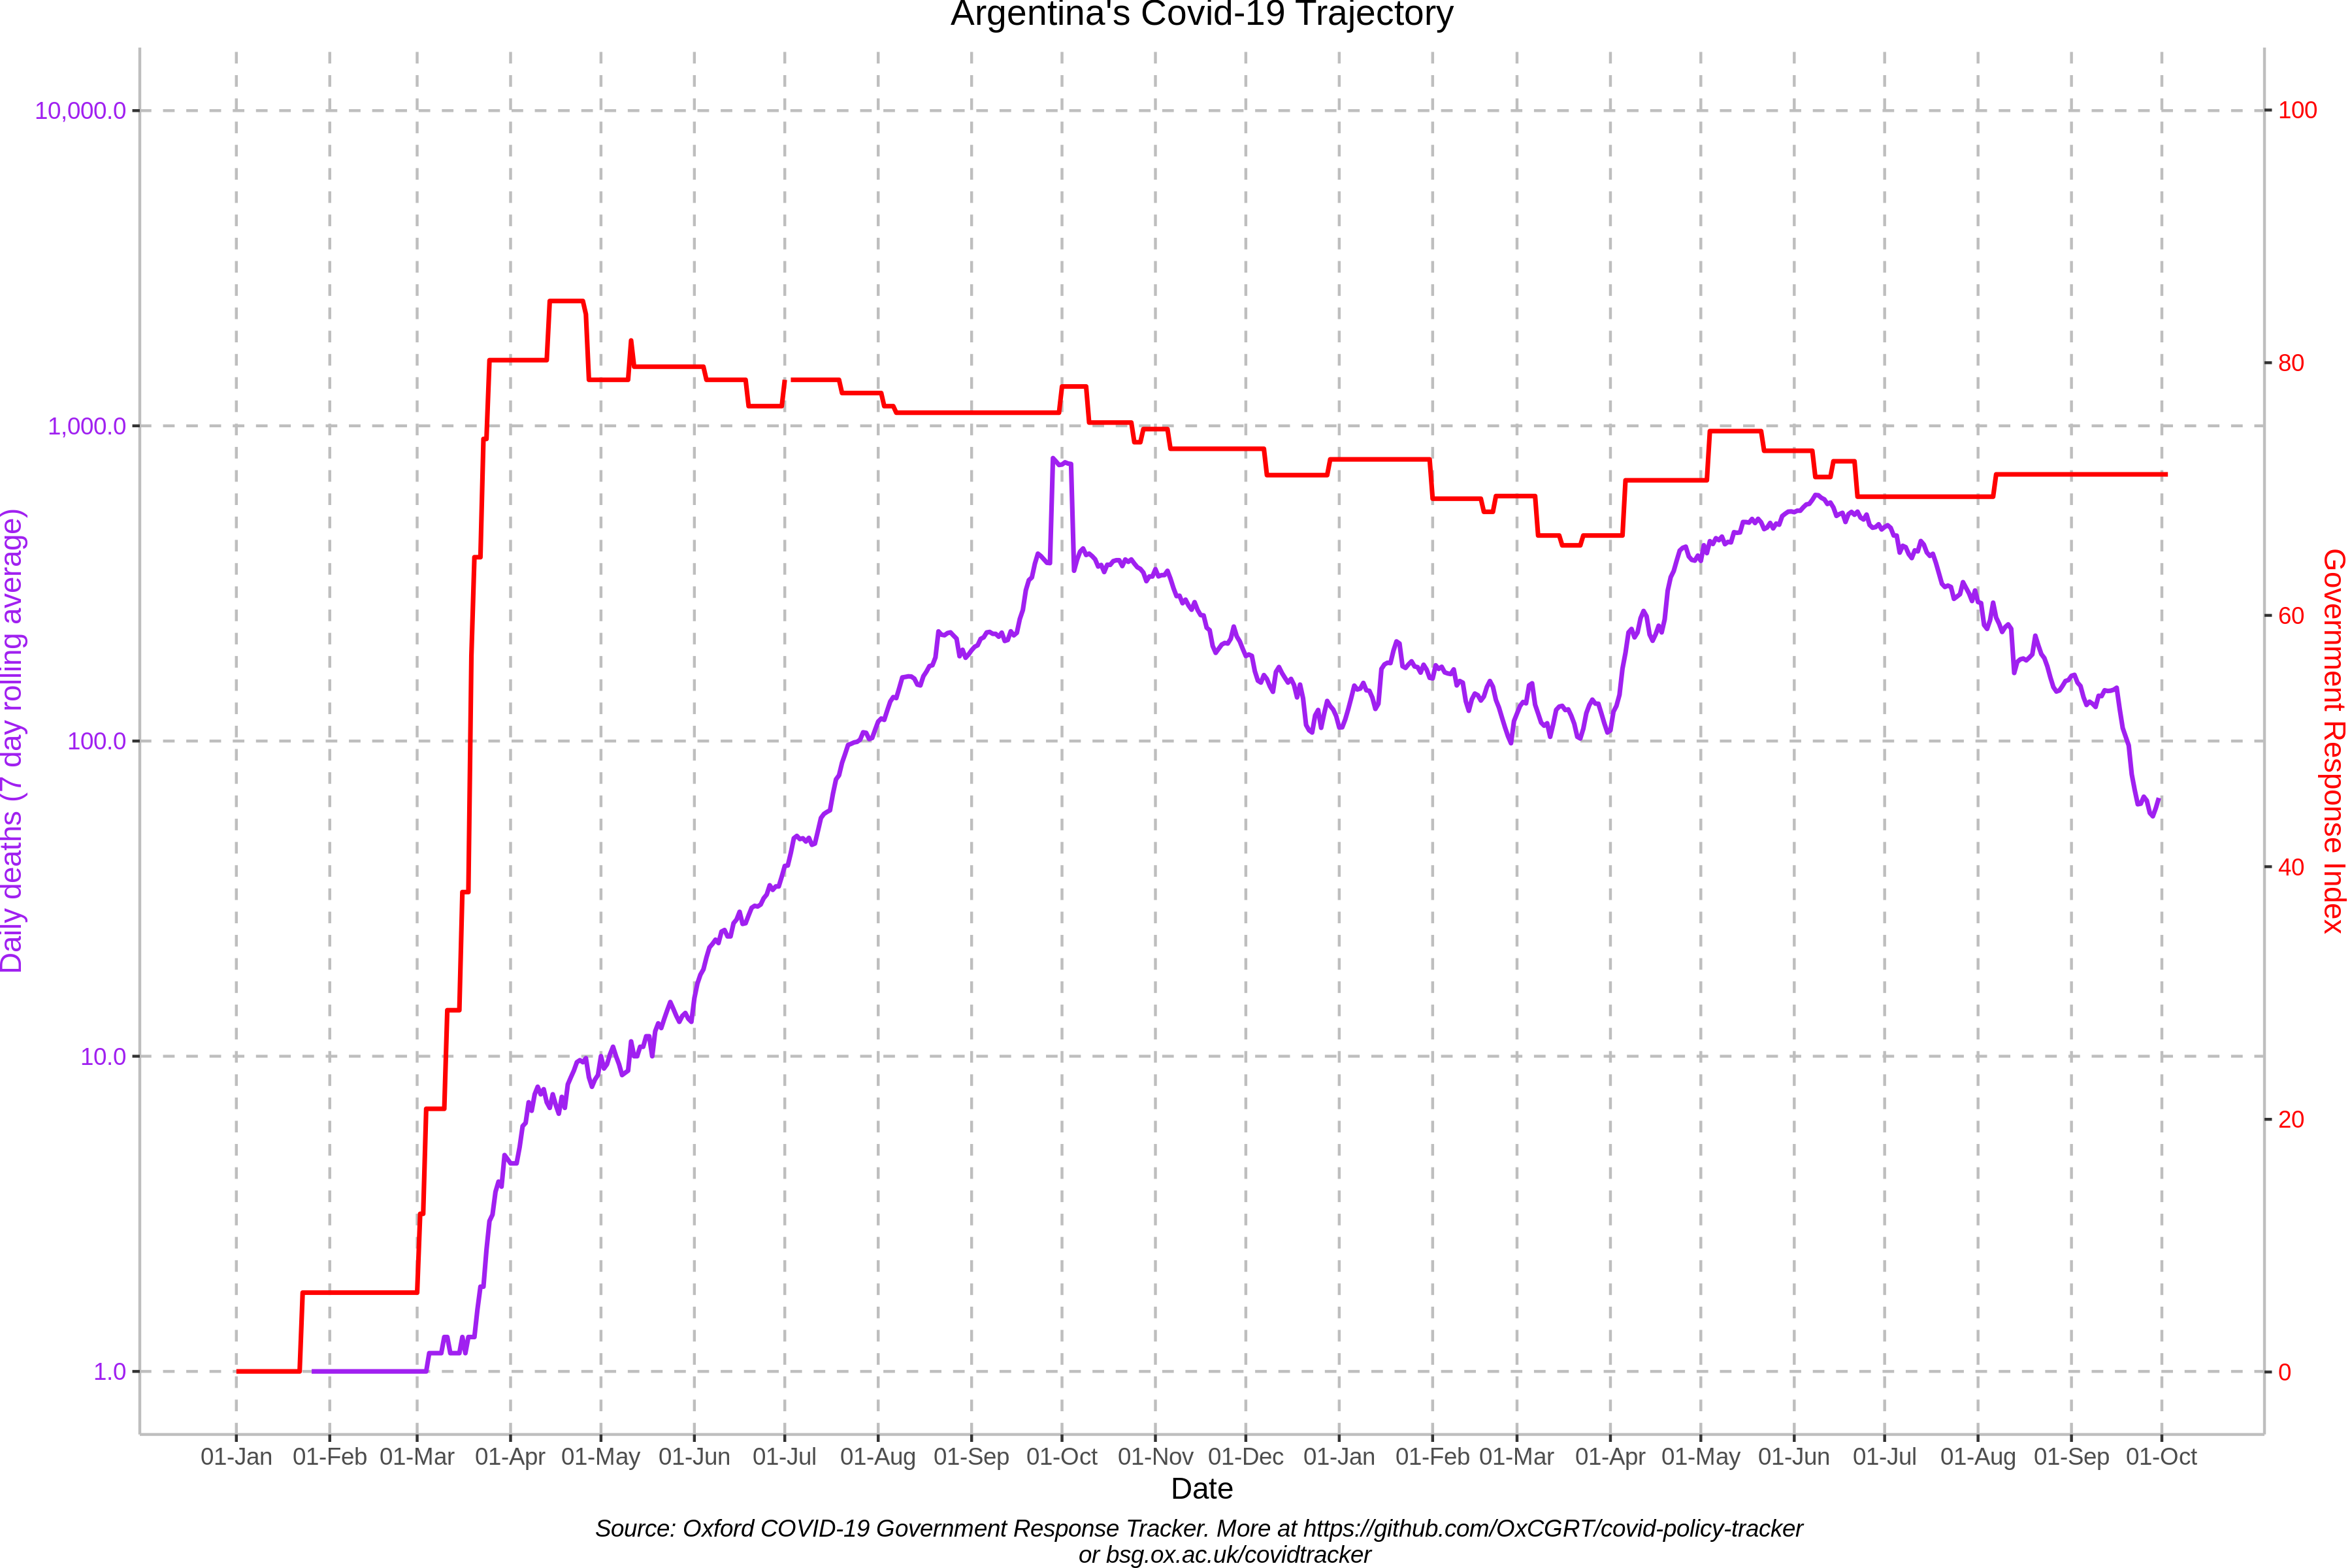 Argentina's Covid-19 Trajectory
10,000.0
1,000.0
100.0
10.0
1.0
Daily deaths (7 day rolling average)
100
80
60
40
20
0
Government Response Index
01-Jan 01-Feb 01-Mar 01-Apr 01-May 01-Jun 01-Jul 01-Aug 01-Sep 01-Oct 01-Nov 01-Dec 01-Jan 01-Feb 01-Mar 01-Apr 01-May 01-Jun 01-Jul 01-Aug 01-Sep 01-Oct
Date
Source: Oxford COVID-19 Government Response Tracker. More at https://github.com/OxCGRT/covid-policy-tracker
or bsg.ox.ac.uk/covidtracker